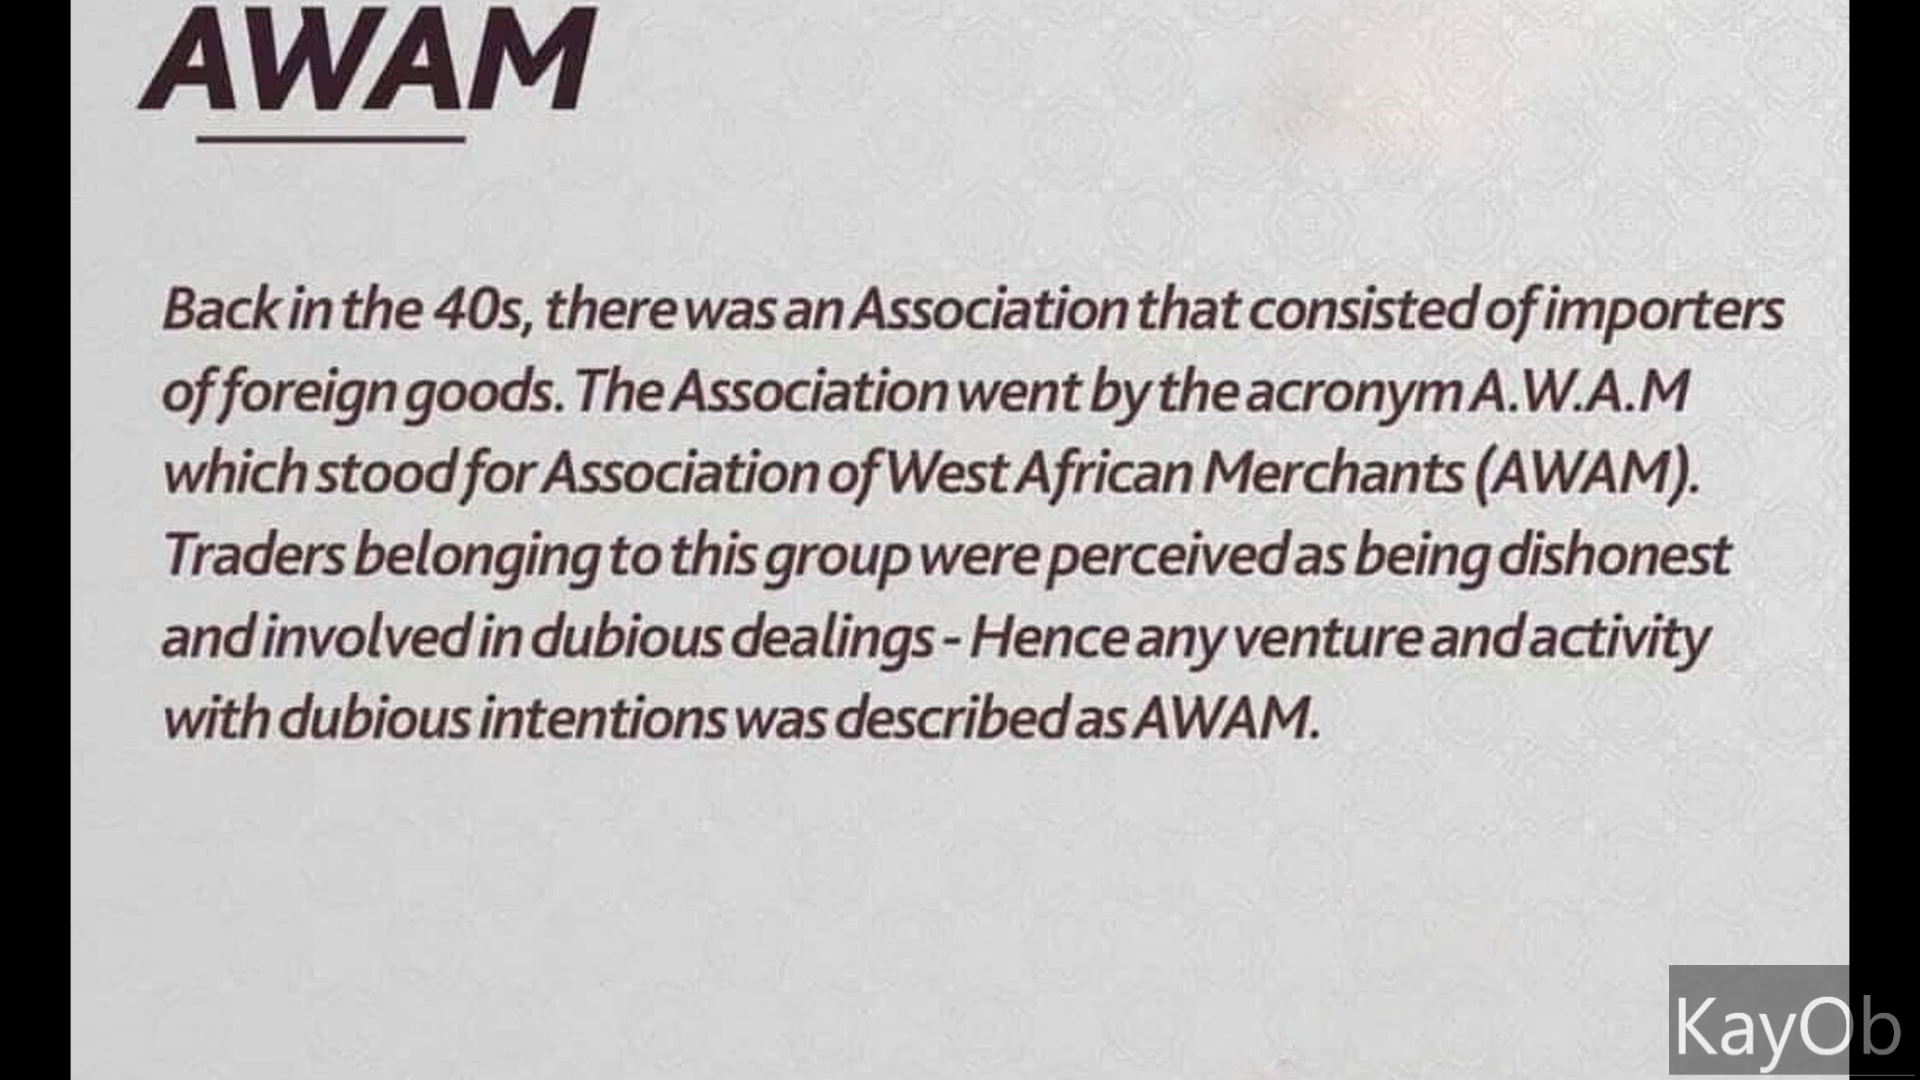 AWAM
Back in the 40s, there was an Association that consisted of importers
of foreign goods. The Association went by the acronym A.W.A.M
which stood for Association of West African Merchants (AWAM).
Traders belonging to this group were perceived as being dishonest
and involved in dubious dealings - Hence any venture and activity
with dubious intentions was described as AWAM.
KayOb